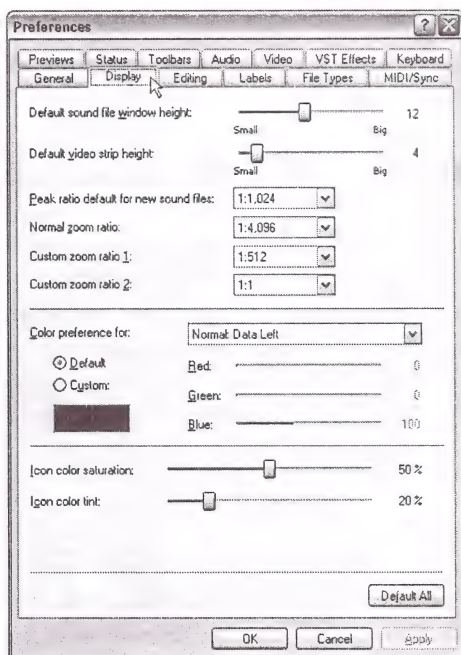 Preferences
Previews Status Toolbars Audio Video VST Effects Keyboard
General Display Editing Labels File Types MIDI/Sync
Default sound file window height: 12
Small Big
Default video strip height: 4
Small Big
Peak ratio default for new sound files: 1:1,024
Normal zoom ratio: 1:4,096
Custom zoom ratio 1: 1:512
Custom zoom ratio 2: 1:1
Color preference for: Normal: Data Left
Default Red: 0
Custom: Green: 0
Blue: 100
Icon color saturation: 50 %
Icon color tint: 20 %
Default All
OK Cancel Apply